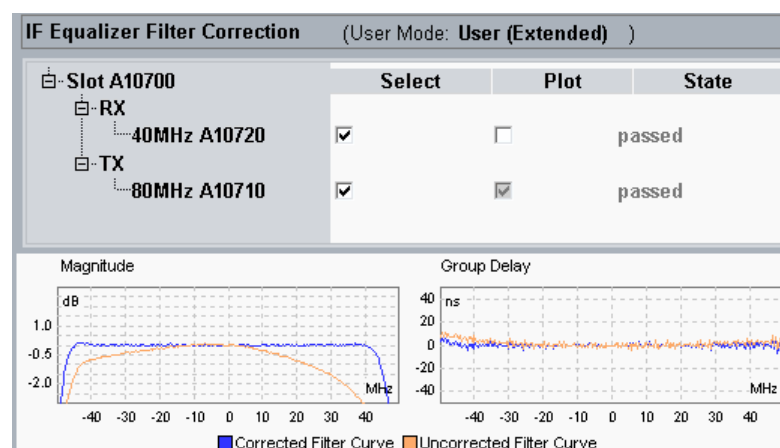 IF Equalizer Filter Correction (User Mode: User (Extended) )
Slot A10700 Select Plot State
RX
40MHz A10720 passed
TX
80MHz A10710 passed
Magnitude Group Delay
dB 40 ns
1.0 20
-0.5 0
-2.0 -20
MHz -40 MHz
-40 -30 -20 -10 0 10 20 30 40 -40 -30 -20 -10 0 10 20 30 40
Corrected Filter Curve Uncorrected Filter Curve